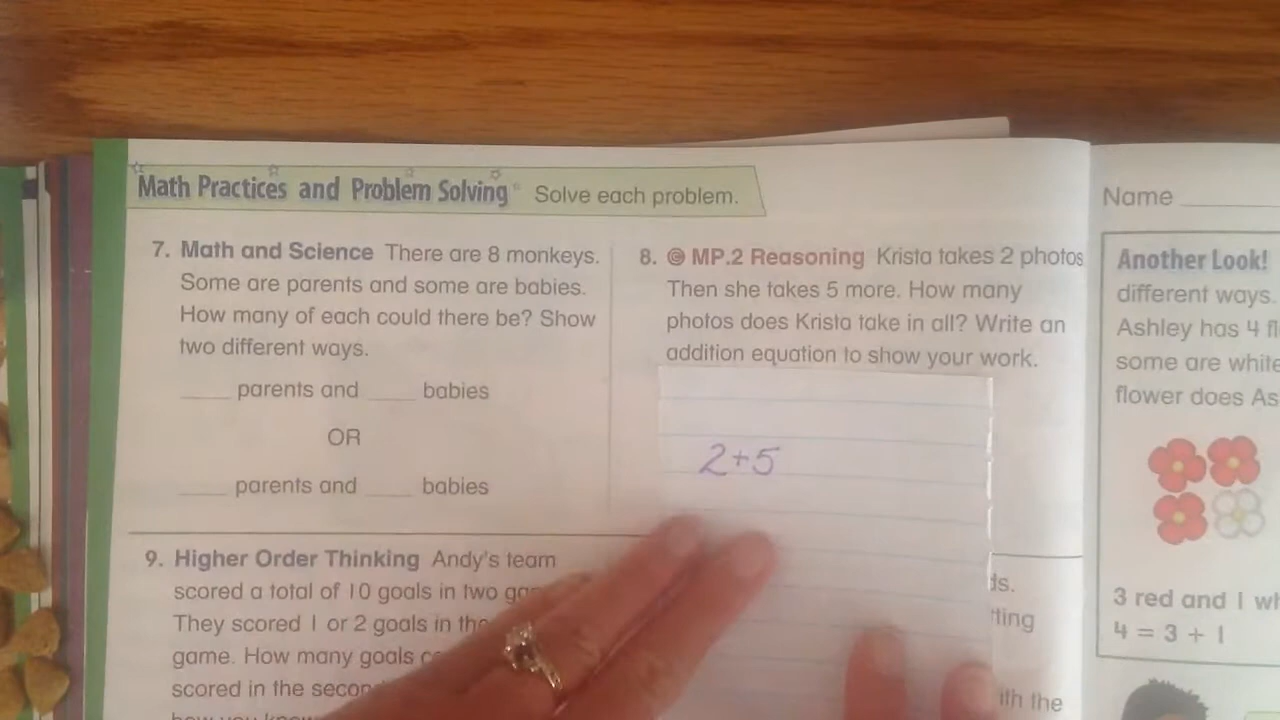 Math Practices and Problem Solving Solve each problem.
7. Math and Science There are 8 monkeys.
Some are parents and some are babies.
How many of each could there be? Show
two different ways.
____ parents and ____ babies
OR
____ parents and ____ babies
8. MP.2 Reasoning Krista takes 2 photos
Then she takes 5 more. How many
photos does Krista take in all? Write an
addition equation to show your work.
2+5
9. Higher Order Thinking Andy's team
scored a total of 10 goals in two
They scored 1 or 2 goals in the
game. How many goals
scored in the
the
Name
Another Look!
different ways.
Ashley has 4
some are white
flower does
3 red and 1
4 = 3 + 1